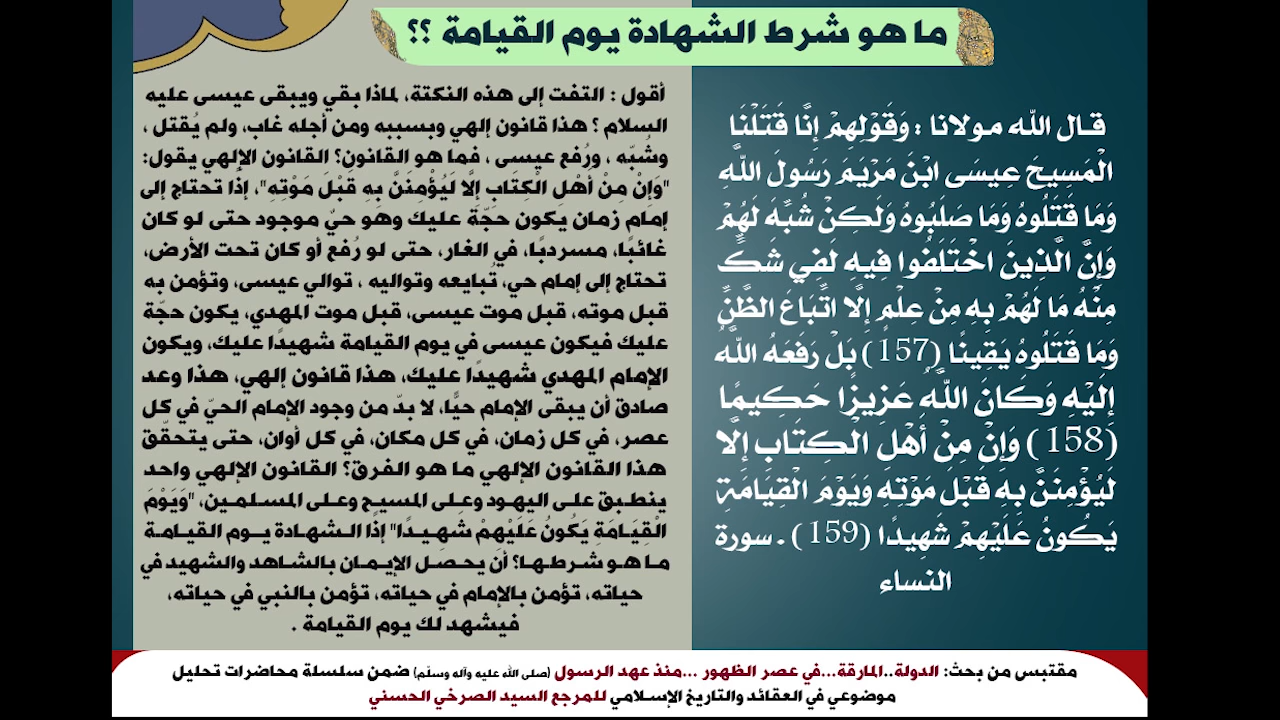 ما هو شرط الشهادة يوم القيامة ؟؟
قال الله مولانا : وَقَوْلِهِمْ إِنَّا قَتَلْنَا
الْمَسِيحَ عِيسَى ابْنَ مَرْيَمَ رَسُولَ اللَّهِ
وَمَا قَتَلُوهُ وَمَا صَلَبُوهُ وَلَكِنْ شُبِّهَ لَهُمْ
وَإِنَّ الَّذِينَ اخْتَلَفُوا فِيهِ لَفِي شَكٍّ
مِنْهُ مَا لَهُمْ بِهِ مِنْ عِلْمٍ إِلَّا اتِّبَاعَ الظَّنِّ
وَمَا قَتَلُوهُ يَقِينًا (157) بَلْ رَفَعَهُ اللَّهُ
إِلَيْهِ وَكَانَ اللَّهُ عَزِيزًا حَكِيمًا
(158) وَإِنْ مِنْ أَهْلِ الْكِتَابِ إِلَّا
لَيُؤْمِنَنَّ بِهِ قَبْلَ مَوْتِهِ وَيَوْمَ الْقِيَامَةِ
يَكُونُ عَلَيْهِمْ شَهِيدًا (159) . سورة
النساء
أقول : التفت إلى هذه النكتة، لماذا بقي ويبقى عيسى عليه
السلام ؟ هذا قانون إلهي وبسببه ومن أجله غاب، ولم يُقتل ،
وشُبّه ، ورُفع عيسى ، فما هو القانون؟ القانون الإلهي يقول:
"وَإِنْ مِنْ أَهْلِ الْكِتَابِ إِلَّا لَيُؤْمِنَنَّ بِهِ قَبْلَ مَوْتِهِ"، إذًا تحتاج إلى
إمام زمان يَكون حجّة عليك وهو حيّ موجود حتى لو كان
غائبًا، مسردبًا، في الغار، حتى لو رُفع أو كان تحت الأرض،
تحتاج إلى إمام حي، تُبايعه وتواليه ، توالي عيسى، وتؤمن به
قبل موته، قبل موت عيسى، قبل موت المهدي، يكون حجّة
عليك فيكون عيسى في يوم القيامة شهيدًا عليك، ويكون
الإمام المهدي شهيدًا عليك، هذا قانون إلهي، هذا وعد
صادق أن يبقى الإمام حيًّا، لا بدّ من وجود الإمام الحيّ في كل
عصر، في كل زمان، في كل مكان، في كل أوان، حتى يتحقّق
هذا القانون الإلهي ما هو الفرق؟ القانون الإلهي واحد
ينطبق على اليهود وعلى المسيح وعلى المسلمين، "وَيَوْمَ
الْقِيَامَةِ يَكُونُ عَلَيْهِمْ شَهِيدًا" إذًا الشهادة يوم القيامة
ما هو شرطها؟ أن يحصل الإيمان بالشاهد والشهيد في
حياته، تؤمن بالإمام في حياته، تؤمن بالنبي في حياته،
فيشهد لك يوم القيامة .
مقتبس من بحث: الدولة..المارقة...في عصر الظهور ...منذ عهد الرسول (صلى الله عليه وآله وسلّم) ضمن سلسلة محاضرات تحليل
موضوعي في العقائد والتاريخ الإسلامي للمرجع السيد الصرخي الحسني